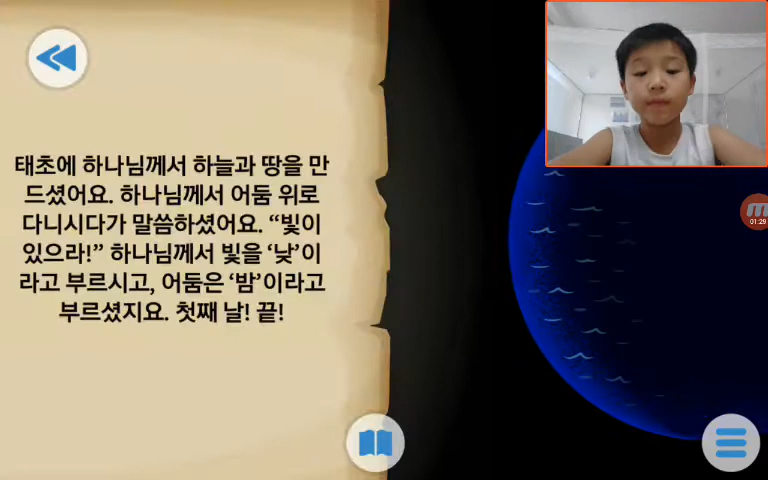 태초에 하나님께서 하늘과 땅을 만
드셨어요. 하나님께서 어둠 위로
다니시다가 말씀하셨어요. “빛이
있으라!” 하나님께서 빛을 ‘낮’이
라고 부르시고, 어둠은 ‘밤’이라고
부르셨지요. 첫째 날! 끝!
01:29